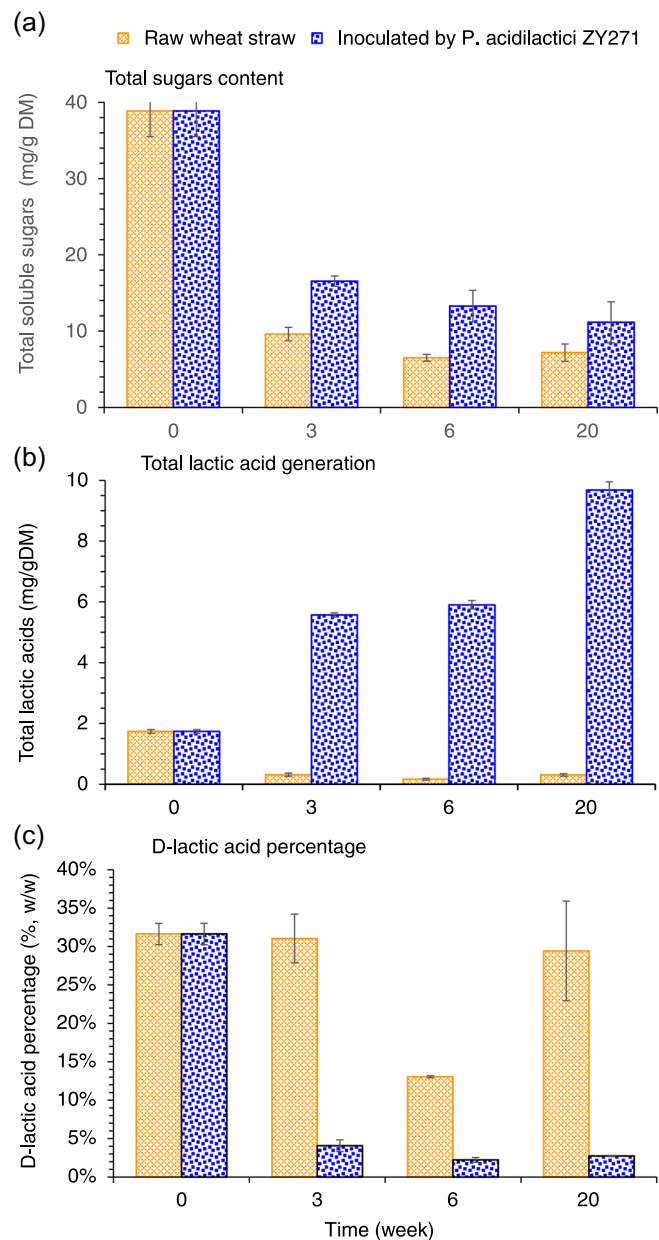 (a)
Raw wheat straw Inoculated by P. acidilactici ZY271
Total sugars content
Total soluble sugars (mg/g DM)
40
30
20
10
0
0 3 6 20
(b)
Total lactic acid generation
Total lactic acids (mg/gDM)
10
8
6
4
2
0
0 3 6 20
(c)
D-lactic acid percentage
D-lactic acid percentage (%, w/w)
40%
35%
30%
25%
20%
15%
10%
5%
0%
0 3 6 20
Time (week)